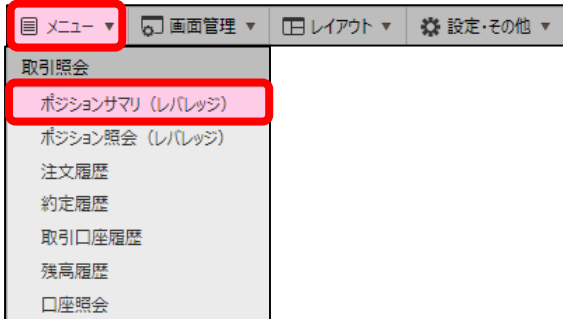 メニュー ▼ 画面管理 ▼ レイアウト ▼ 設定・その他 ▼
取引照会
ポジションサマリ（レバレッジ）
ポジション照会（レバレッジ）
注文履歴
約定履歴
取引口座履歴
残高履歴
口座照会